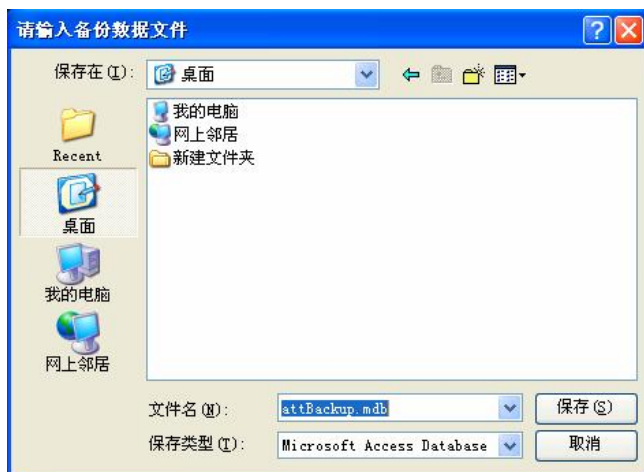 请输入备份数据文件
保存在(I): 桌面
我的电脑
网上邻居
新建文件夹
Recent
桌面
我的电脑
网上邻居
文件名(N): attBackup.mdb 保存(S)
保存类型(T): Microsoft Access Database 取消